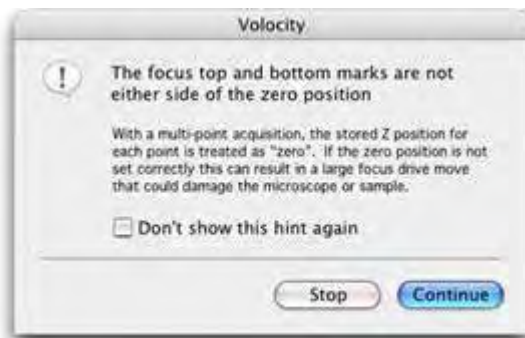 Volocity
The focus top and bottom marks are not
either side of the zero position
With a multi-point acquisition, the stored Z position for
each point is treated as "zero". If the zero position is not
set correctly this can result in a large focus drive move
that could damage the microscope or sample.
Don't show this hint again
Stop Continue